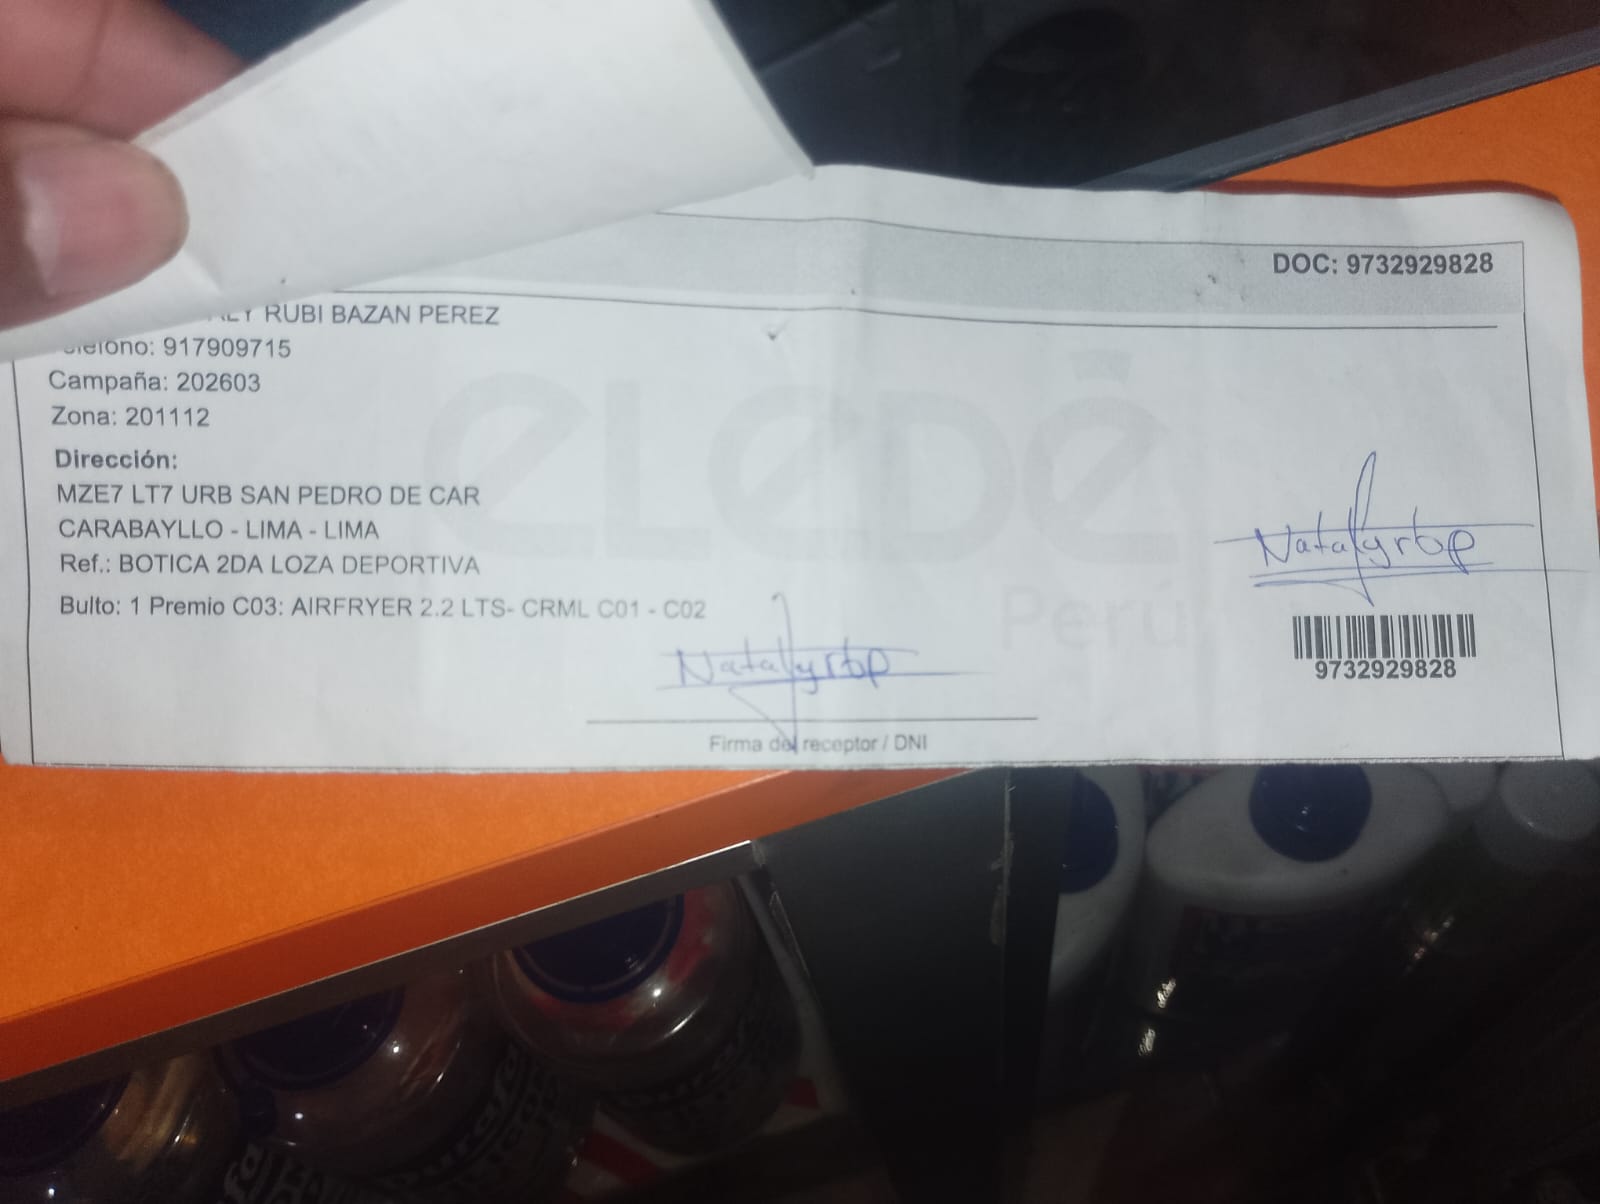 DOC: 9732929828
RUBI BAZAN PEREZ
917909715
Campaña: 202603
Zona: 201112
Dirección:
MZE7 LT7 URB SAN PEDRO DE CAR
CARABAYLLO - LIMA - LIMA
Ref.: BOTICA 2DA LOZA DEPORTIVA
Bulto: 1 Premio C03: AIRFRYER 2.2 LTS- CRML C01 - C02
eLeDé
Perú
Natalyrbp
Natalyrbp
9732929828
Firma del receptor / DNI